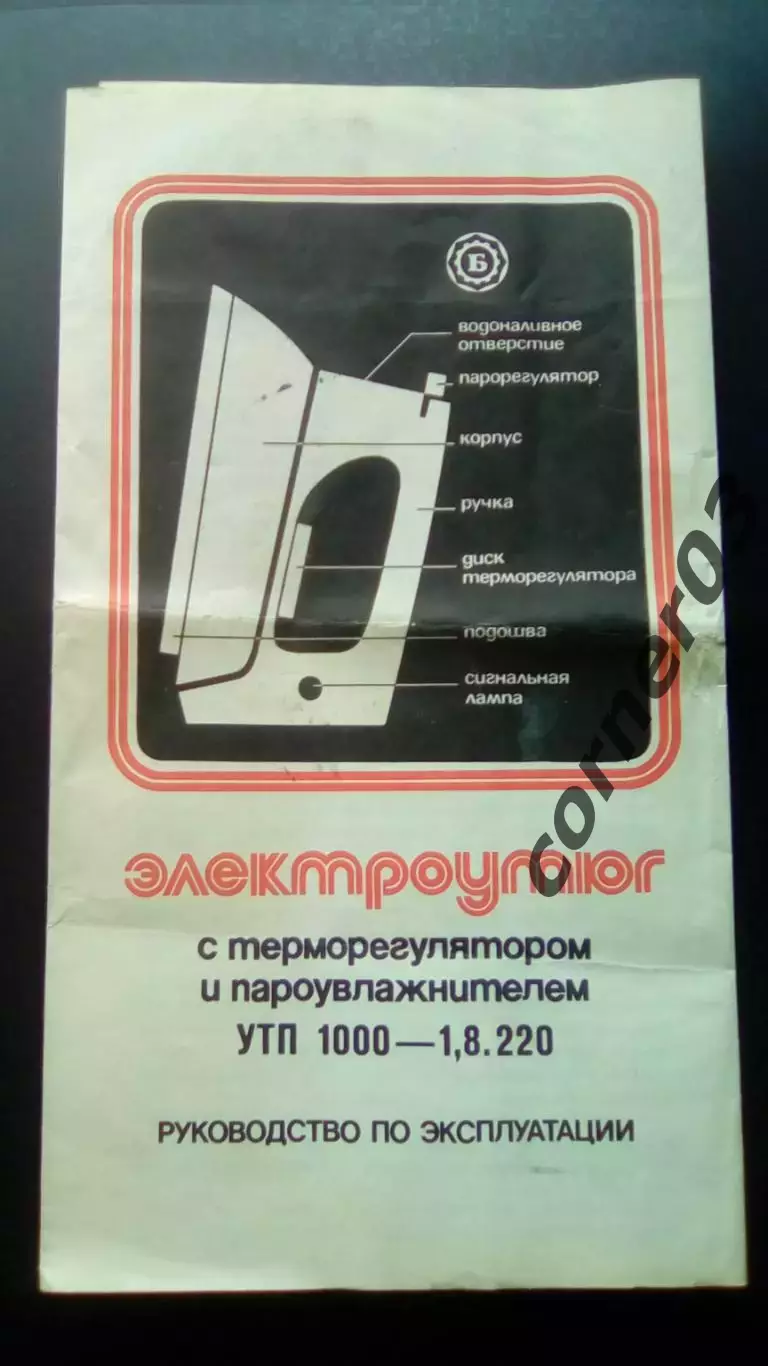 Б
водоналивное
отверстие
парорегулятор
корпус
ручка
диск
терморегулятора
подошва
сигнальная
лампа
электроутюг
с терморегулятором
и пароувлажнителем
УТП 1000—1,8.220
РУКОВОДСТВО ПО ЭКСПЛУАТАЦИИ
cornero03